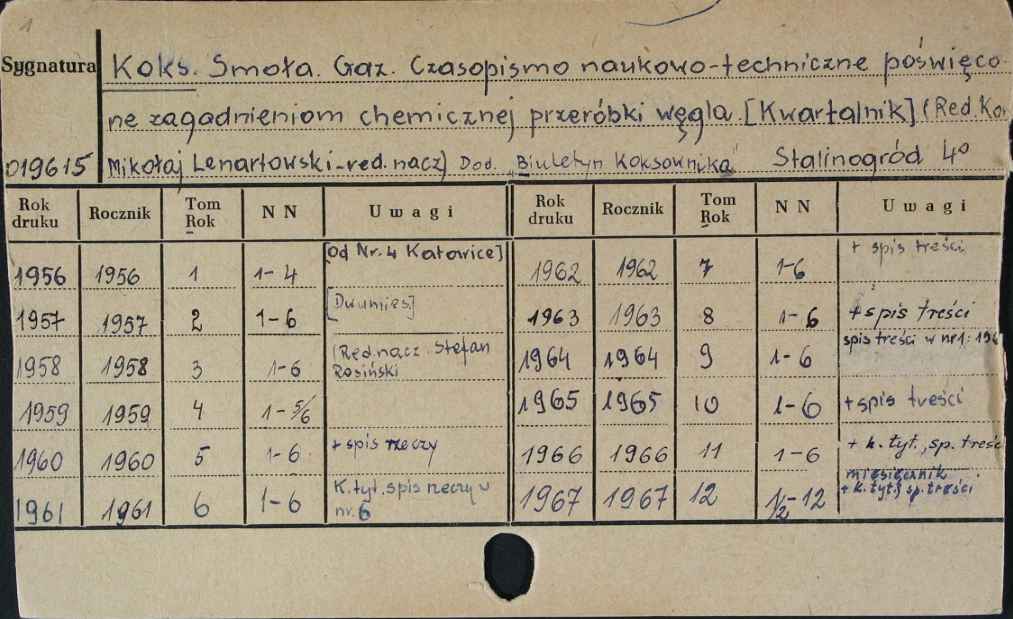 1
Sygnatura Koks. Smoła. Gaz. Czasopismo naukowo-techniczne poświęco-
ne zagadnieniom chemicznej przeróbki węgla. [Kwartalnik] (Red. Ko
019615 Mikołaj Lenartowski-red. nacz) Dod. „Biuletyn Koksownika" Stalinogród 4°
Rok druku Rocznik Tom Rok N N Uwagi Rok druku Rocznik Tom Rok N N Uwagi
1956 1956 1 1-4 [od Nr. 4 Katowice] 1962 1962 7 1-6 + spis treści
1957 1957 2 1-6 [Dwumies.] 1963 1963 8 1-6 + spis treści
1958 1958 3 1-6 (Red. nacz. Stefan Rosiński 1964 1964 9 1-6 spis treści w nr 1: 196
1959 1959 4 1-5/6 1965 1965 10 1-6 + spis treści
1960 1960 5 1-6 + spis rzeczy 1966 1966 11 1-6 + k. tyt., sp. treśc
1961 1961 6 1-6 K. tyt. spis rzeczy w nr. 6 1967 1967 12 1/2-12 miesięcznik + k. tyt., sp. treści